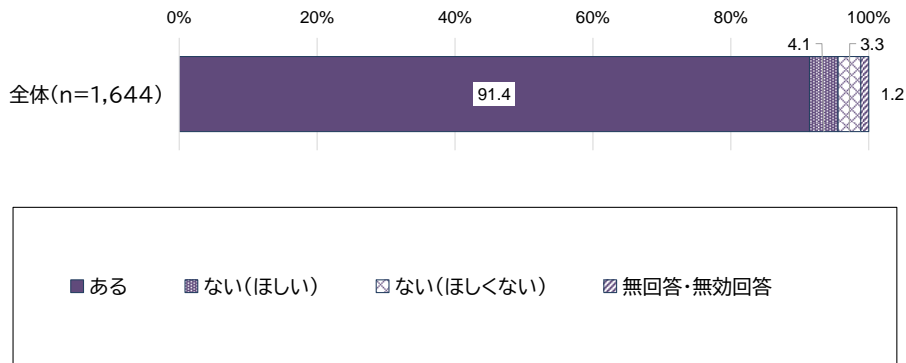 0% 20% 40% 60% 80% 100%
4.1 3.3
全体(n=1,644) 91.4 1.2
ある ない(ほしい) ない(ほしくない) 無回答・無効回答